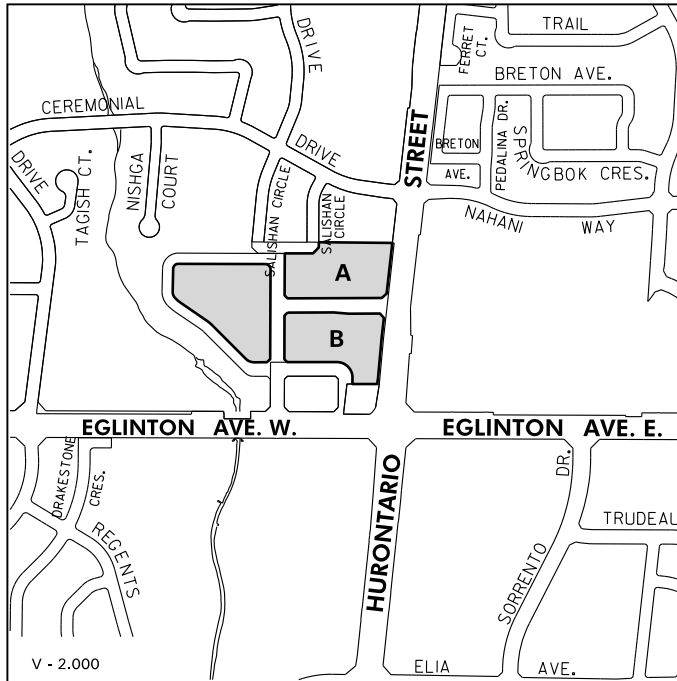 TRAIL
FERRET
CT.
DRIVE
BRETON AVE.
CEREMONIAL
DRIVE
STREET
BRETON
AVE.
PEDALINA DR.
SPRINGBOK CRES.
DRIVE
TAGISH CT.
NISHGA
COURT
SALISHAN CIRCLE
SALISHAN
CIRCLE
NAHANI WAY
A
B
EGLINTON AVE. W.
EGLINTON AVE. E.
DRAKESTONE
CRES.
REGENTS
HURONTARIO
SORRENTO
DR.
TRUDEAU
V - 2.000
ELIA AVE.